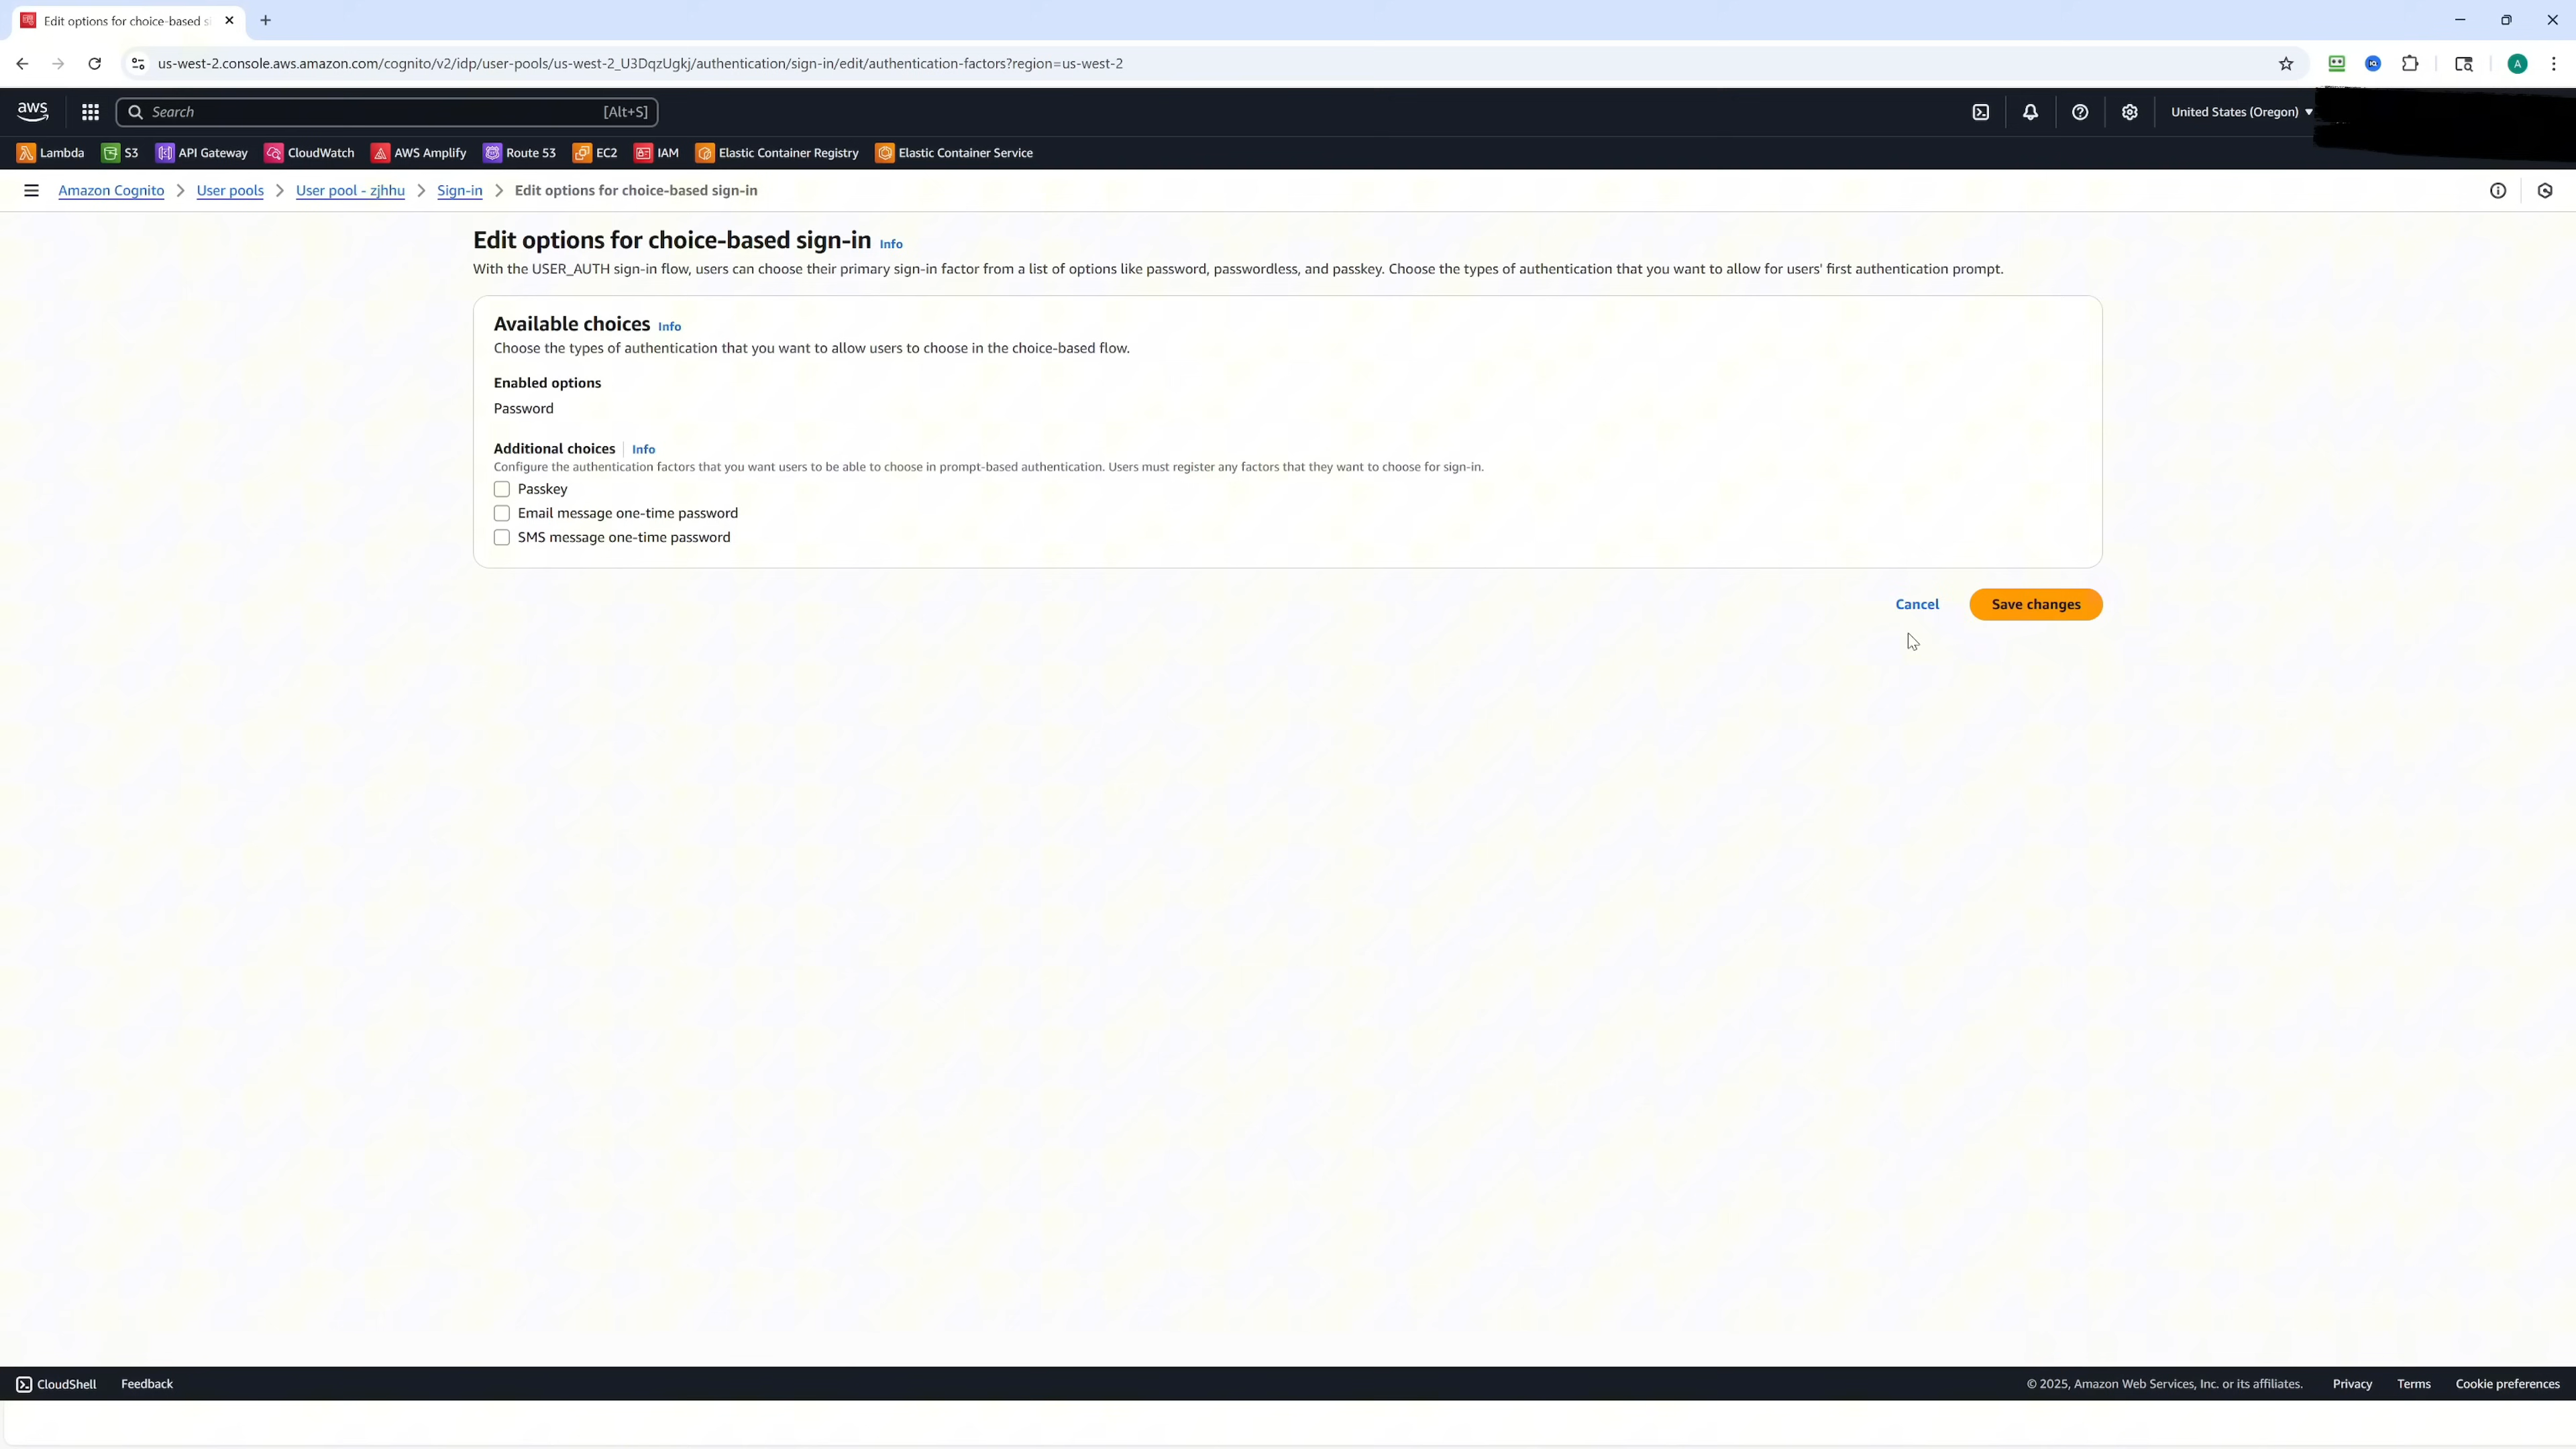 Edit options for choice-based si
us-west-2.console.aws.amazon.com/cognito/v2/idp/user-pools/us-west-2_U3DqzUgkj/authentication/sign-in/edit/authentication-factors?region=us-west-2
A
aws Search [Alt+S] United States (Oregon)
Lambda S3 API Gateway CloudWatch AWS Amplify Route 53 EC2 IAM Elastic Container Registry Elastic Container Service
Amazon Cognito User pools User pool - zjhhu Sign-in Edit options for choice-based sign-in
Edit options for choice-based sign-in Info
With the USER_AUTH sign-in flow, users can choose their primary sign-in factor from a list of options like password, passwordless, and passkey. Choose the types of authentication that you want to allow for users' first authentication prompt.
Available choices Info
Choose the types of authentication that you want to allow users to choose in the choice-based flow.
Enabled options
Password
Additional choices Info
Configure the authentication factors that you want users to be able to choose in prompt-based authentication. Users must register any factors that they want to choose for sign-in.
Passkey
Email message one-time password
SMS message one-time password
Cancel Save changes
CloudShell Feedback © 2025, Amazon Web Services, Inc. or its affiliates. Privacy Terms Cookie preferences